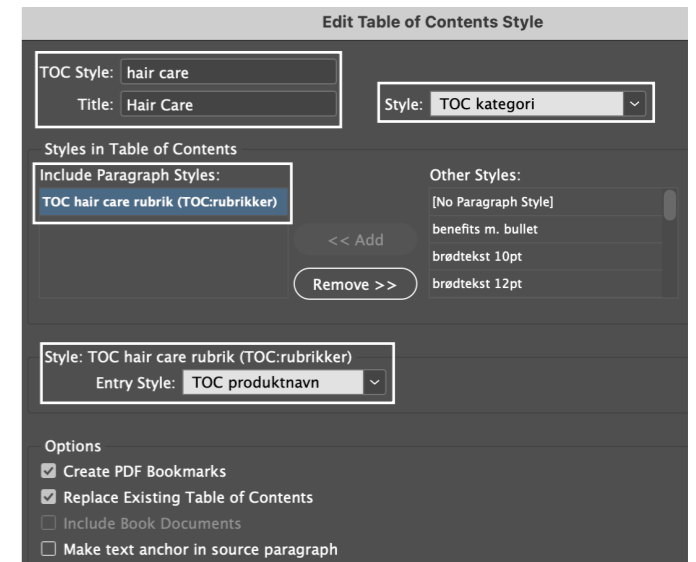 Edit Table of Contents Style
TOC Style: hair care
Title: Hair Care
Style: TOC kategori
Styles in Table of Contents
Include Paragraph Styles:
Other Styles:
TOC hair care rubrik (TOC:rubrikker)
[No Paragraph Style]
benefits m. bullet
<< Add
brødtekst 10pt
Remove >>
brødtekst 12pt
Style: TOC hair care rubrik (TOC:rubrikker)
Entry Style: TOC produktnavn
Options
Create PDF Bookmarks
Replace Existing Table of Contents
Include Book Documents
Make text anchor in source paragraph